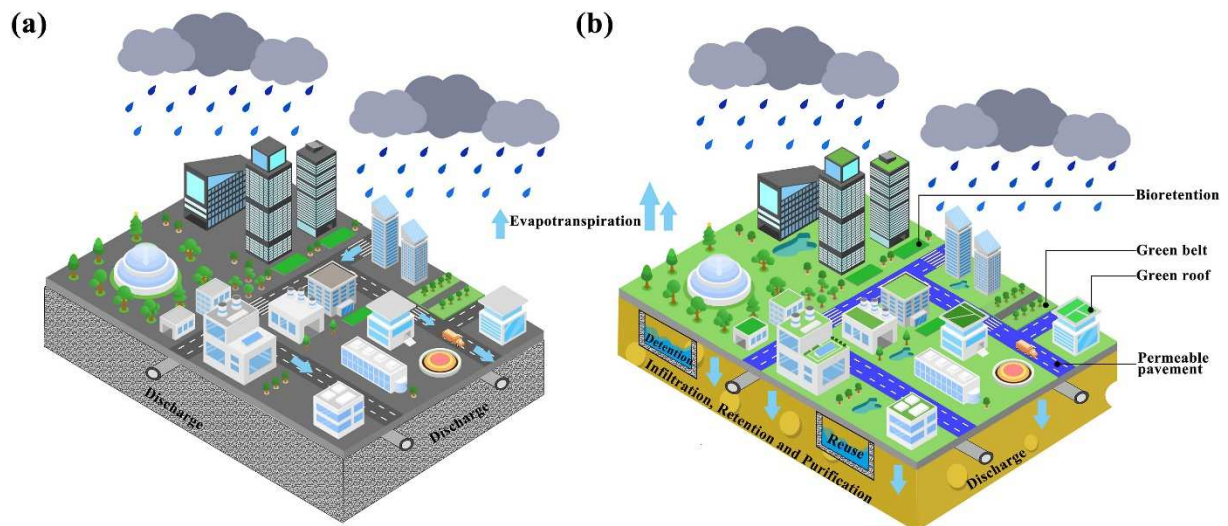 (a)
(b)
Evapotranspiration
Bioretention
Green belt
Green roof
Permeable
pavement
Discharge
Discharge
Detention
Infiltration, Retention and Purification
Reuse
Discharge